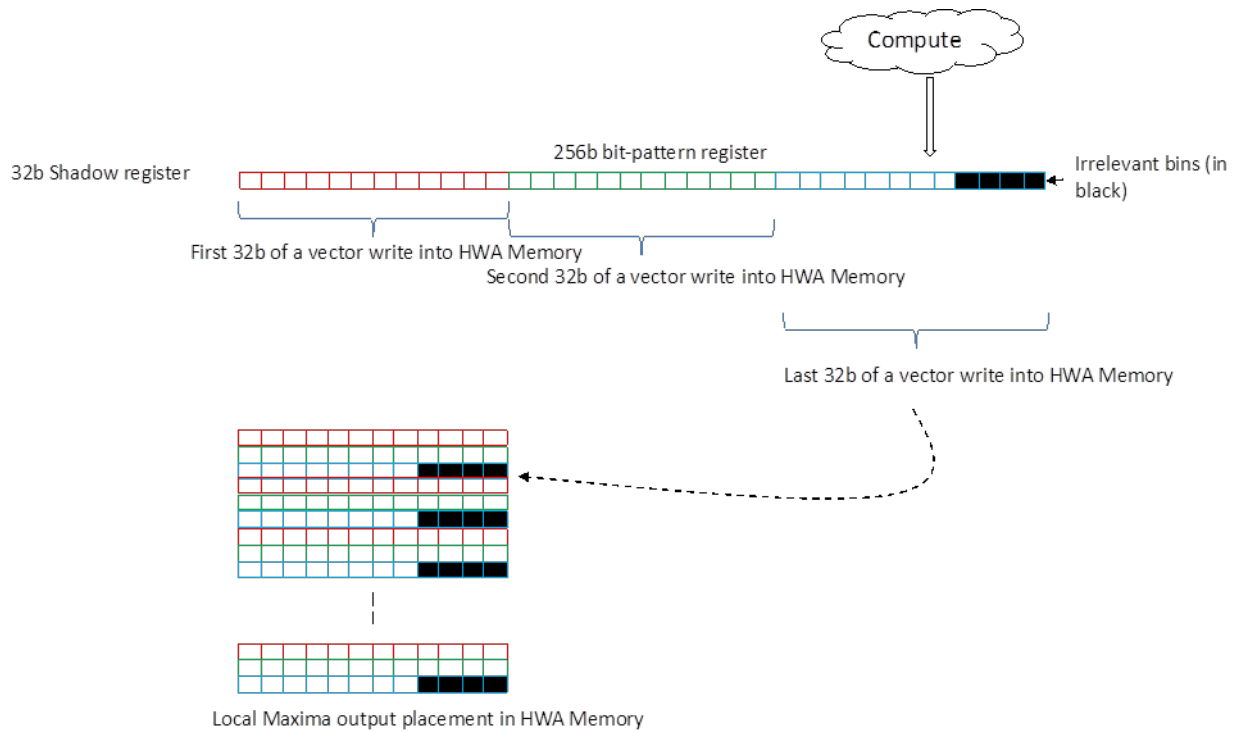 Compute
256b bit-pattern register
32b Shadow register
Irrelevant bins (in
black)
First 32b of a vector write into HWA Memory
Second 32b of a vector write into HWA Memory
Last 32b of a vector write into HWA Memory
Local Maxima output placement in HWA Memory